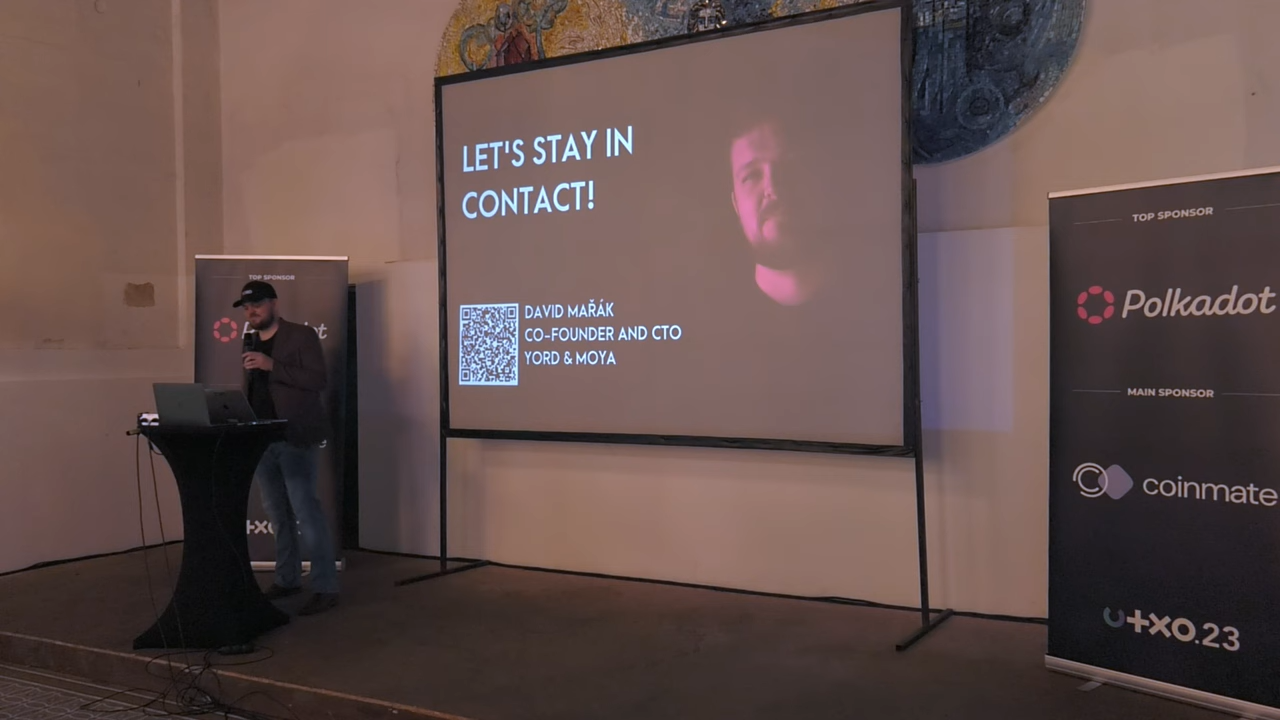 LET'S STAY IN
CONTACT!
DAVID MAŘÁK
CO-FOUNDER AND CTO
YORD & MOYA
TOP SPONSOR
TOP SPONSOR
Polkadot
MAIN SPONSOR
coinmate
utxo.23